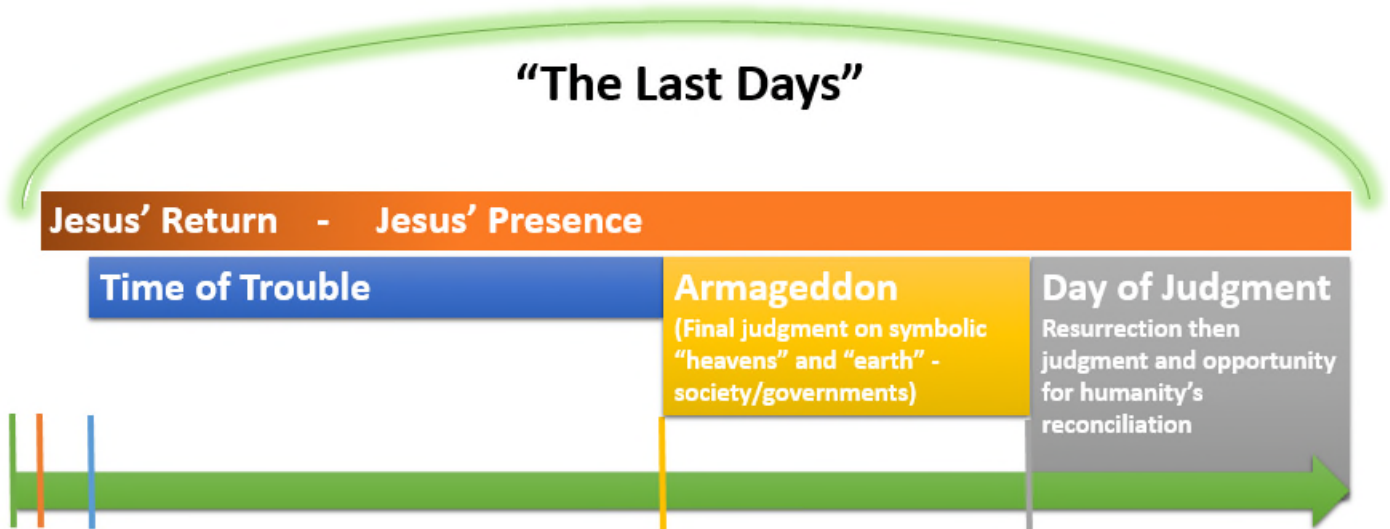 “The Last Days”
Jesus’ Return - Jesus’ Presence
Time of Trouble
Armageddon
(Final judgment on symbolic
“heavens” and “earth” -
society/governments)
Day of Judgment
Resurrection then
judgment and opportunity
for humanity’s
reconciliation